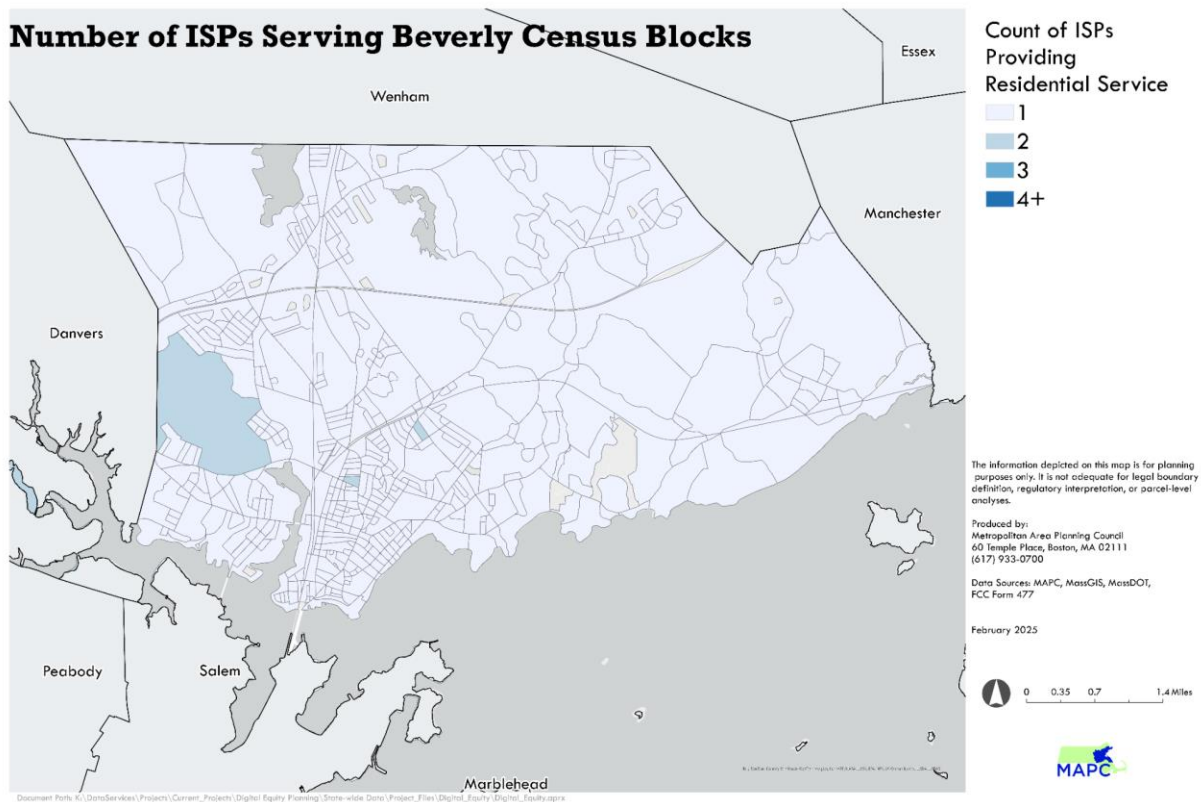 Number of ISPs Serving Beverly Census Blocks
Essex
Wenham
Manchester
Danvers
Peabody
Salem
Marblehead
Count of ISPs
Providing
Residential Service
1
2
3
4+
The information depicted on this map is for planning
purposes only. It is not adequate for legal boundary
definition, regulatory interpretation, or parcel-level
analyses.
Produced by:
Metropolitan Area Planning Council
60 Temple Place, Boston, MA 02111
(617) 933-0700
Data Sources: MAPC, MassGIS, MassDOT,
FCC Form 477
February 2025
0 0.35 0.7 1.4 Miles
MAPC
Document Path: K:\DataServices\Projects\Current_Projects\Digital Equity Planning\State-wide Data\Project_Files\Digital_Equity\Digital_Equity.aprx